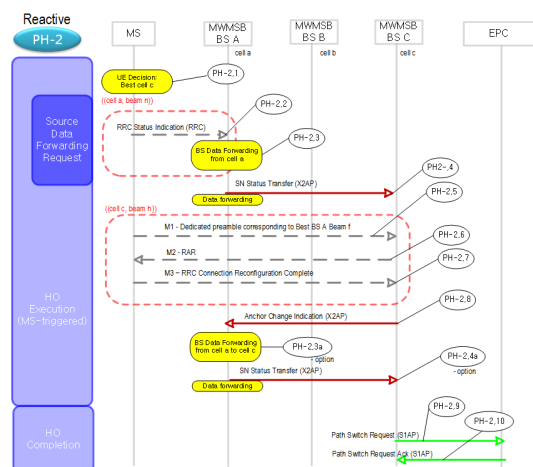 Reactive
PH-2
MS
MWMSB
BS A
MWMSB
BS B
MWMSB
BS C
EPC
cell a
cell b
cell c
UE Decision:
Best cell c
PH-2,1
((cell a, beam n))
PH-2,2
Source
Data
Forwarding
Request
RRC Status Indication (RRC)
PH-2,3
BS Data Forwarding
from cell a
PH2-,4
SN Status Transfer (X2AP)
Data forwarding
PH-2,5
((cell c, beam h))
M1 - Dedicated preamble corresponding to Best BS A Beam f
PH-2,6
M2 - RAR
PH-2,7
M3 – RRC Connection Reconfiguration Complete
HO
Execution
(MS-triggered)
PH-2,8
Anchor Change Indication (X2AP)
BS Data Forwarding
from cell a to cell c
PH-2,3a
- option
PH-2,4a
- option
SN Status Transfer (X2AP)
Data forwarding
PH-2,9
PH-2,10
HO
Completion
Path Switch Request (S1AP)
Path Switch Request Ack (S1AP)